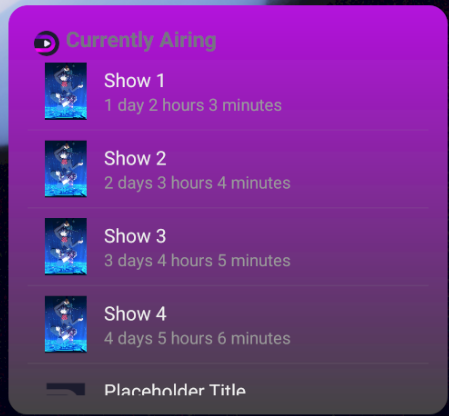 Currently Airing
Show 1
1 day 2 hours 3 minutes
Show 2
2 days 3 hours 4 minutes
Show 3
3 days 4 hours 5 minutes
Show 4
4 days 5 hours 6 minutes
Placeholder Title